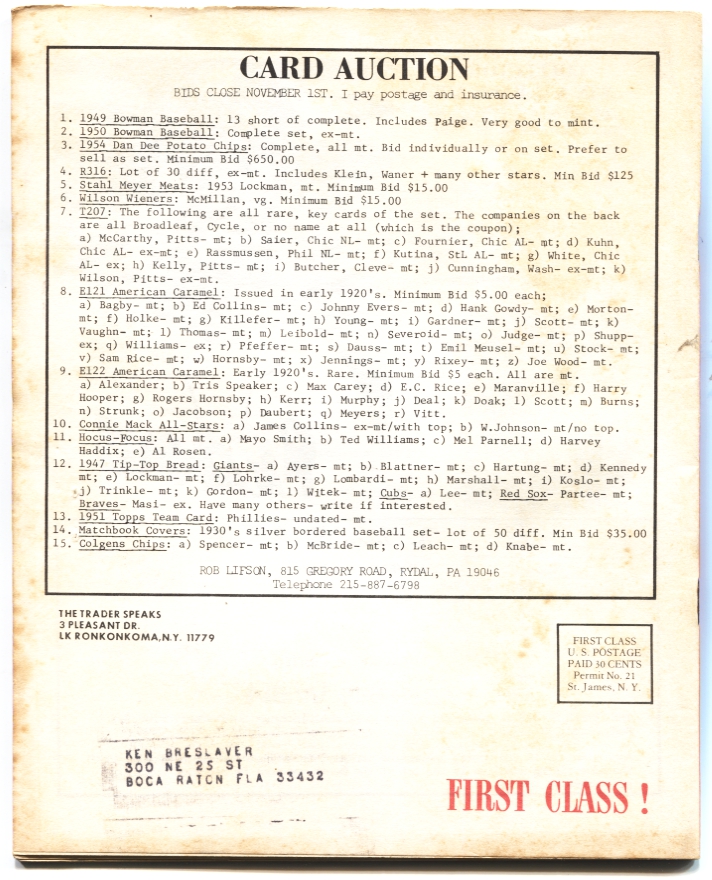 CARD AUCTION
BIDS CLOSE NOVEMBER 1ST. I pay postage and insurance.
1. 1949 Bowman Baseball: 13 short of complete. Includes Paige. Very good to mint.
2. 1950 Bowman Baseball: Complete set, ex-mt.
3. 1954 Dan Dee Potato Chips: Complete, all mt. Bid individually or on set. Prefer to
sell as set. Minimum Bid $650.00
4. R316: Lot of 30 diff, ex-mt. Includes Klein, Waner + many other stars. Min Bid $125
5. Stahl Meyer Meats: 1953 Lockman, mt. Minimum Bid $15.00
6. Wilson Wieners: McMillan, vg. Minimum Bid $15.00
7. T207: The following are all rare, key cards of the set. The companies on the back
are all Broadleaf, Cycle, or no name at all (which is the coupon);
a) McCarthy, Pitts- mt; b) Saier, Chic NL- mt; c) Fournier, Chic AL- mt; d) Kuhn,
Chic AL- ex-mt; e) Rassmussen, Phil NL- mt; f) Kutina, StL AL- mt; g) White, Chic
AL- ex; h) Kelly, Pitts- mt; i) Butcher, Cleve- mt; j) Cunningham, Wash- ex-mt; k)
Wilson, Pitts- ex-mt.
8. E121 American Caramel: Issued in early 1920's. Minimum Bid $5.00 each;
a) Bagby- mt; b) Ed Collins- mt; c) Johnny Evers- mt; d) Hank Gowdy- mt; e) Morton-
mt; f) Holke- mt; g) Killefer- mt; h) Young- mt; i) Gardner- mt; j) Scott- mt; k)
Vaughn- mt; l) Thomas- mt; m) Leibold- mt; n) Severoid- mt; o) Judge- mt; p) Shupp-
ex; q) Williams- ex; r) Pfeffer- mt; s) Dauss- mt; t) Emil Meusel- mt; u) Stock- mt;
v) Sam Rice- mt; w) Hornsby- mt; x) Jennings- mt; y) Rixey- mt; z) Joe Wood- mt.
9. E122 American Caramel: Early 1920's. Rare. Minimum Bid $5 each. All are mt.
a) Alexander; b) Tris Speaker; c) Max Carey; d) E.C. Rice; e) Maranville; f) Harry
Hooper; g) Rogers Hornsby; h) Kerr; i) Murphy; j) Deal; k) Doak; l) Scott; m) Burns;
n) Strunk; o) Jacobson; p) Daubert; q) Meyers; r) Vitt.
10. Connie Mack All-Stars: a) James Collins- ex-mt/with top; b) W.Johnson- mt/no top.
11. Hocus-Focus: All mt. a) Mayo Smith; b) Ted Williams; c) Mel Parnell; d) Harvey
Haddix; e) Al Rosen.
12. 1947 Tip-Top Bread: Giants- a) Ayers- mt; b) Blattner- mt; c) Hartung- mt; d) Kennedy
mt; e) Lockman- mt; f) Lohrke- mt; g) Lombardi- mt; h) Marshall- mt; i) Koslo- mt;
j) Trinkle- mt; k) Gordon- mt; l) Witek- mt; Cubs- a) Lee- mt; Red Sox- Partee- mt;
Braves- Masi- ex. Have many others- write if interested.
13. 1951 Topps Team Card: Phillies- undated- mt.
14. Matchbook Covers: 1930's silver bordered baseball set- lot of 50 diff. Min Bid $35.00
15. Colgens Chips: a) Spencer- mt; b) McBride- mt; c) Leach- mt; d) Knabe- mt.
ROB LIFSON, 815 GREGORY ROAD, RYDAL, PA 19046
Telephone 215-887-6798
THE TRADER SPEAKS
3 PLEASANT DR.
LK RONKONKOMA, N.Y. 11779
FIRST CLASS
U. S. POSTAGE
PAID 30 CENTS
Permit No. 21
St. James, N. Y.
KEN BRESLAVER
300 NE 25 ST
BOCA RATON FLA 33432
FIRST CLASS !